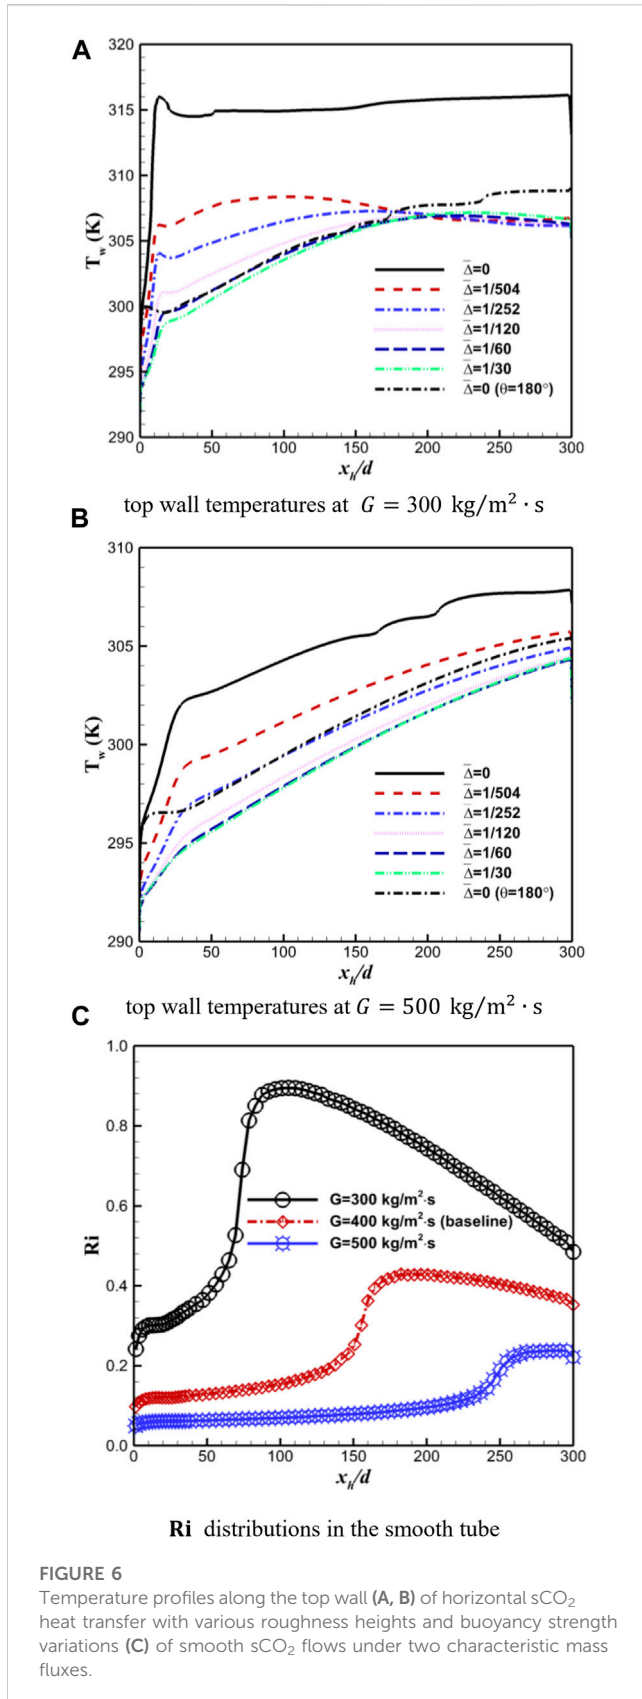 A
320
315
310
305
300
295
290
T_w (K)
Δ̅=0
Δ̅=1/504
Δ̅=1/252
Δ̅=1/120
Δ̅=1/60
Δ̅=1/30
Δ̅=0 (θ=180°)
0 50 100 150 200 250 300
x_h/d
top wall temperatures at G = 300 kg/m² · s
B
310
305
300
295
290
T_w (K)
Δ̅=0
Δ̅=1/504
Δ̅=1/252
Δ̅=1/120
Δ̅=1/60
Δ̅=1/30
Δ̅=0 (θ=180°)
0 50 100 150 200 250 300
x_h/d
top wall temperatures at G = 500 kg/m² · s
C
1.0
0.8
0.6
0.4
0.2
0.0
Ri
G=300 kg/m²·s
G=400 kg/m²·s (baseline)
G=500 kg/m²·s
0 50 100 150 200 250 300
x_h/d
Ri distributions in the smooth tube
FIGURE 6
Temperature profiles along the top wall (A, B) of horizontal sCO₂
heat transfer with various roughness heights and buoyancy strength
variations (C) of smooth sCO₂ flows under two characteristic mass
fluxes.